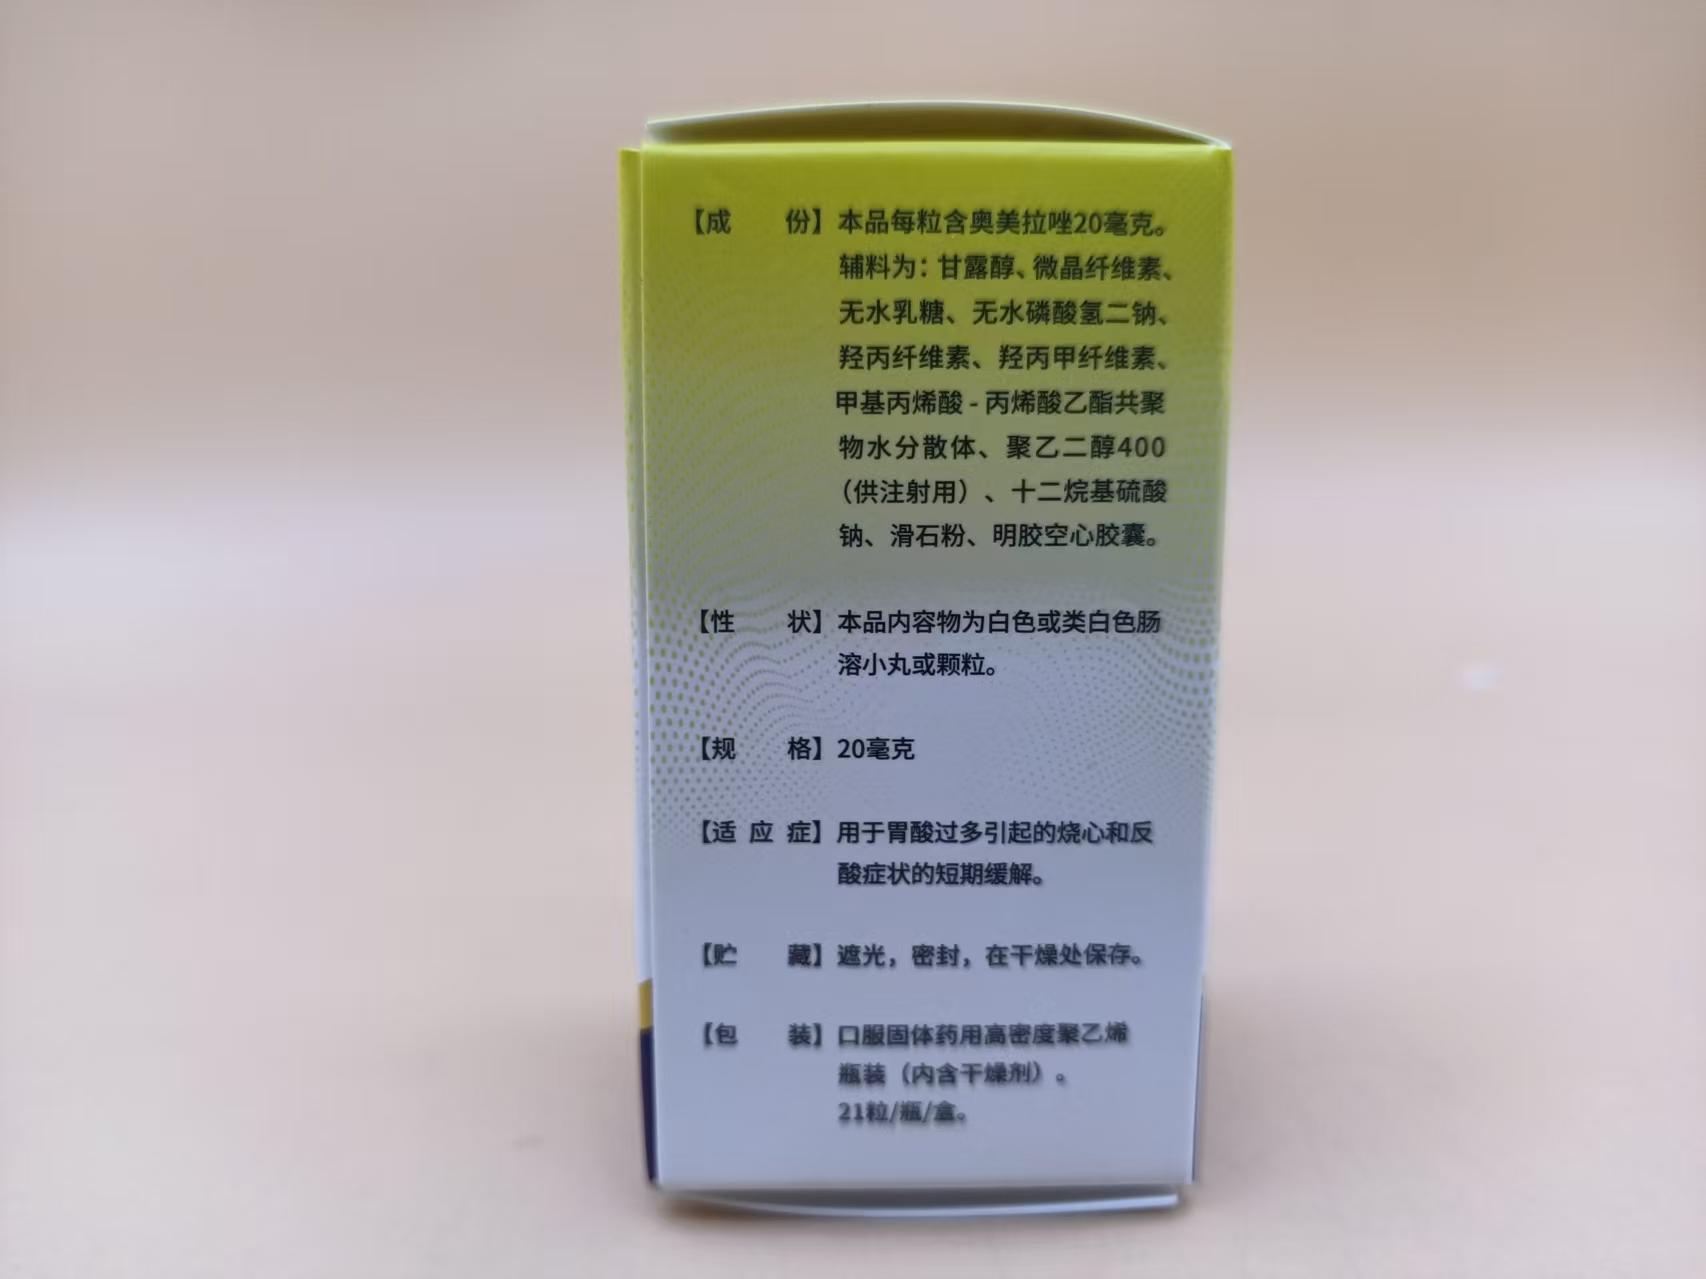 【成 份】本品每粒含奥美拉唑20毫克。
辅料为：甘露醇、微晶纤维素、
无水乳糖、无水磷酸氢二钠、
羟丙纤维素、羟丙甲纤维素、
甲基丙烯酸-丙烯酸乙酯共聚
物水分散体、聚乙二醇400
（供注射用）、十二烷基硫酸
钠、滑石粉、明胶空心胶囊。
【性 状】本品内容物为白色或类白色肠
溶小丸或颗粒。
【规 格】20毫克
【适 应 症】用于胃酸过多引起的烧心和反
酸症状的短期缓解。
【贮 藏】遮光，密封，在干燥处保存。
【包 装】口服固体药用高密度聚乙烯
瓶装（内含干燥剂）。
21粒/瓶/盒。